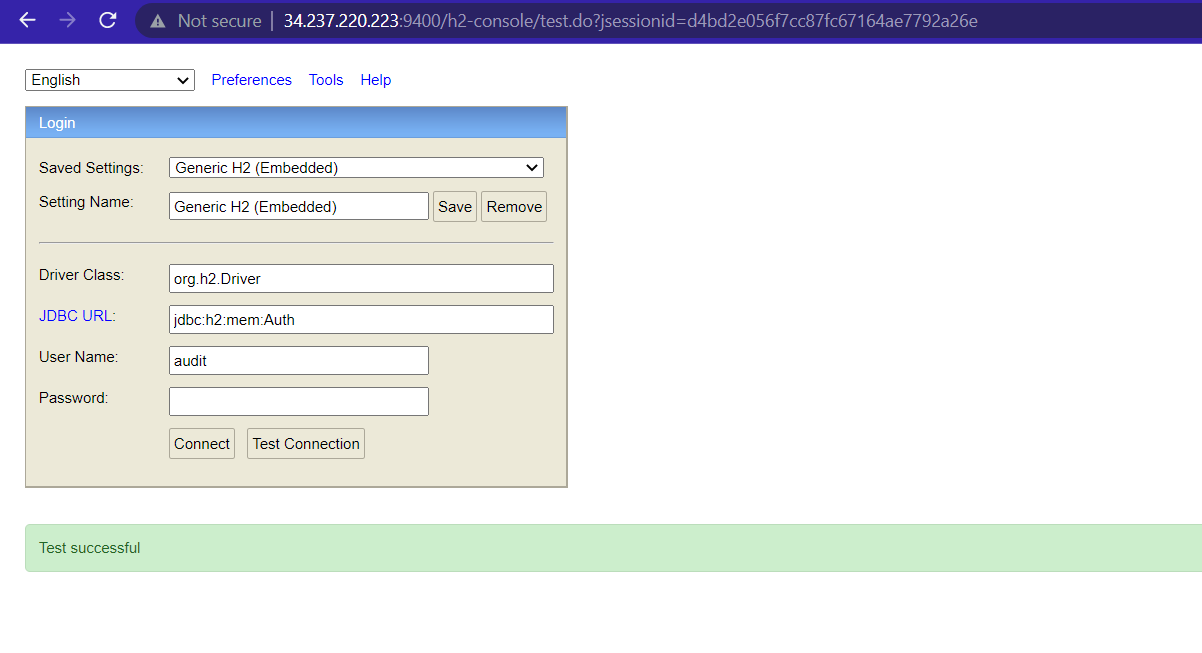 Not secure | 34.237.220.223:9400/h2-console/test.do?jsessionid=d4bd2e056f7cc87fc67164ae7792a26e
English Preferences Tools Help
Login
Saved Settings: Generic H2 (Embedded)
Setting Name: Generic H2 (Embedded) Save Remove
Driver Class: org.h2.Driver
JDBC URL: jdbc:h2:mem:Auth
User Name: audit
Password:
Connect Test Connection
Test successful